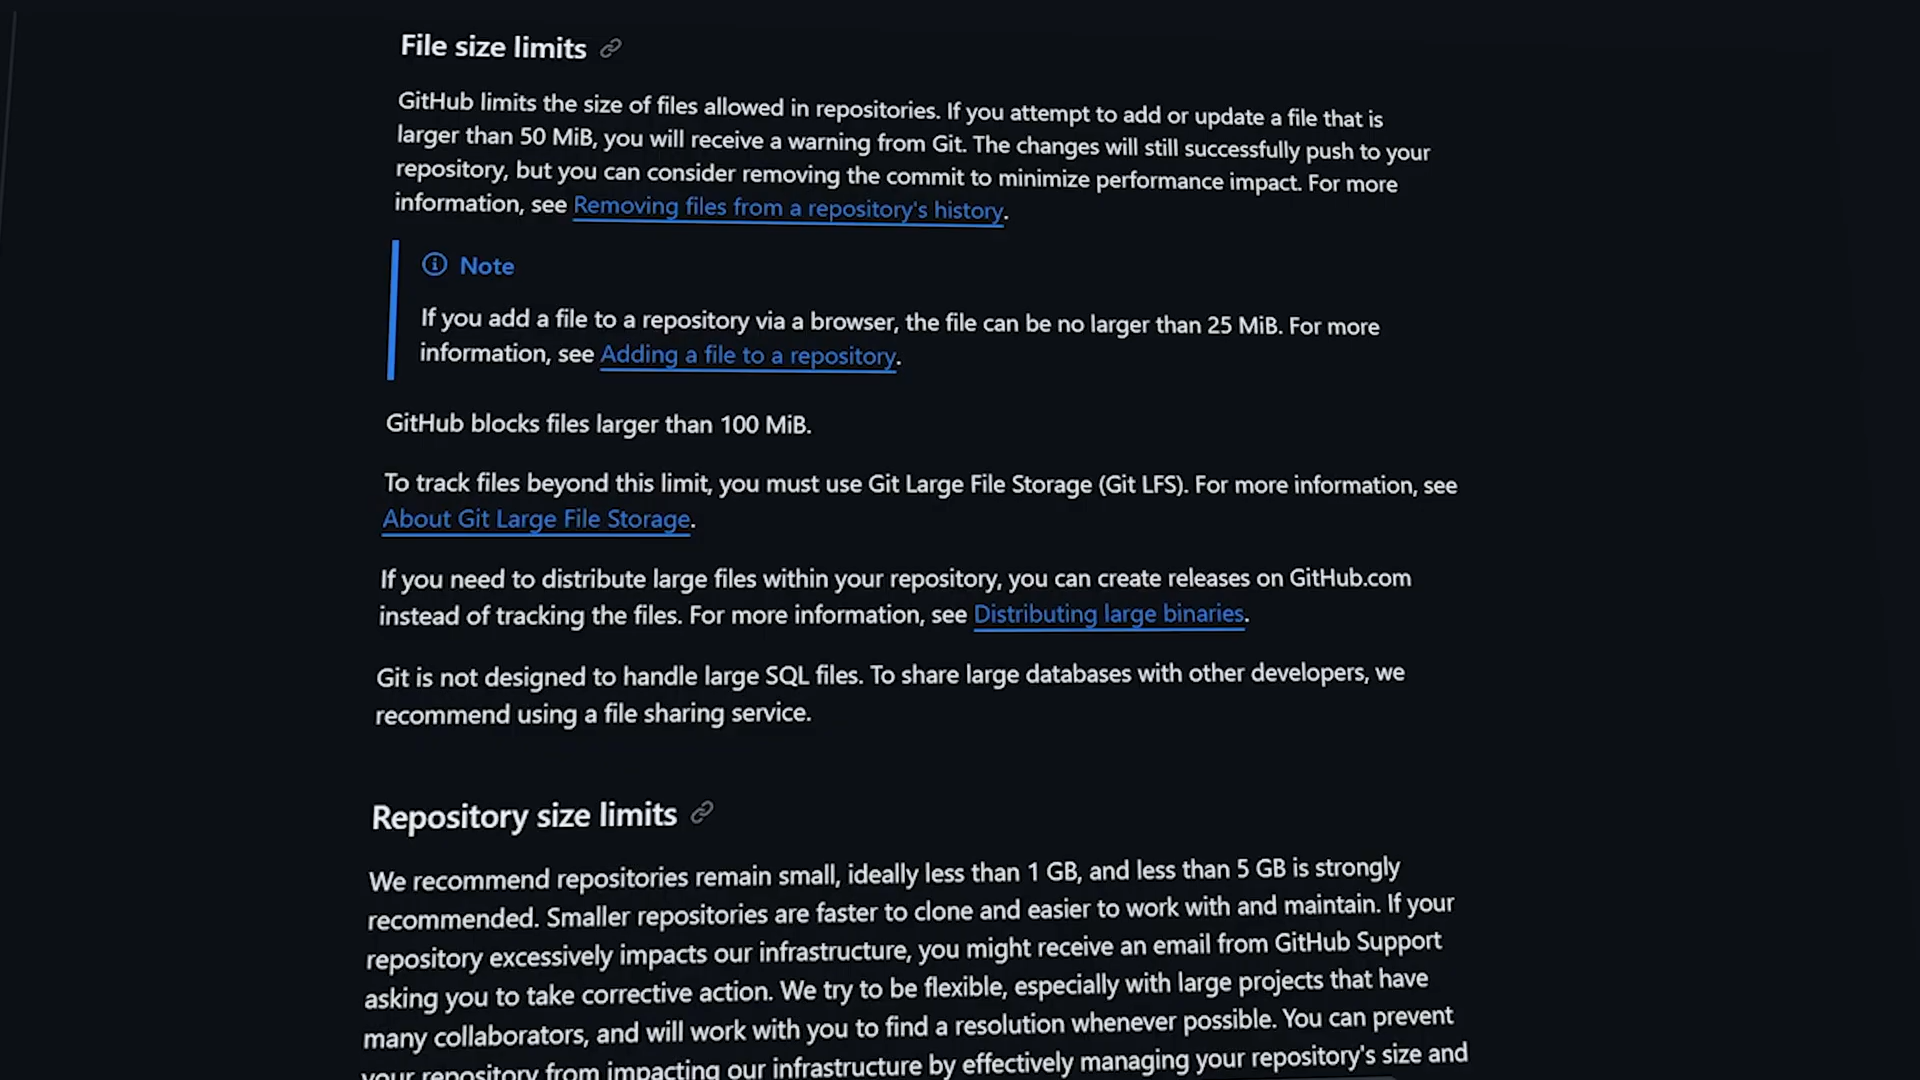 File size limits
GitHub limits the size of files allowed in repositories. If you attempt to add or update a file that is
larger than 50 MiB, you will receive a warning from Git. The changes will still successfully push to your
repository, but you can consider removing the commit to minimize performance impact. For more
information, see Removing files from a repository's history.
Note
If you add a file to a repository via a browser, the file can be no larger than 25 MiB. For more
information, see Adding a file to a repository.
GitHub blocks files larger than 100 MiB.
To track files beyond this limit, you must use Git Large File Storage (Git LFS). For more information, see
About Git Large File Storage.
If you need to distribute large files within your repository, you can create releases on GitHub.com
instead of tracking the files. For more information, see Distributing large binaries.
Git is not designed to handle large SQL files. To share large databases with other developers, we
recommend using a file sharing service.
Repository size limits
We recommend repositories remain small, ideally less than 1 GB, and less than 5 GB is strongly
recommended. Smaller repositories are faster to clone and easier to work with and maintain. If your
repository excessively impacts our infrastructure, you might receive an email from GitHub Support
asking you to take corrective action. We try to be flexible, especially with large projects that have
many collaborators, and will work with you to find a resolution whenever possible. You can prevent
your repository from impacting our infrastructure by effectively managing your repository's size and